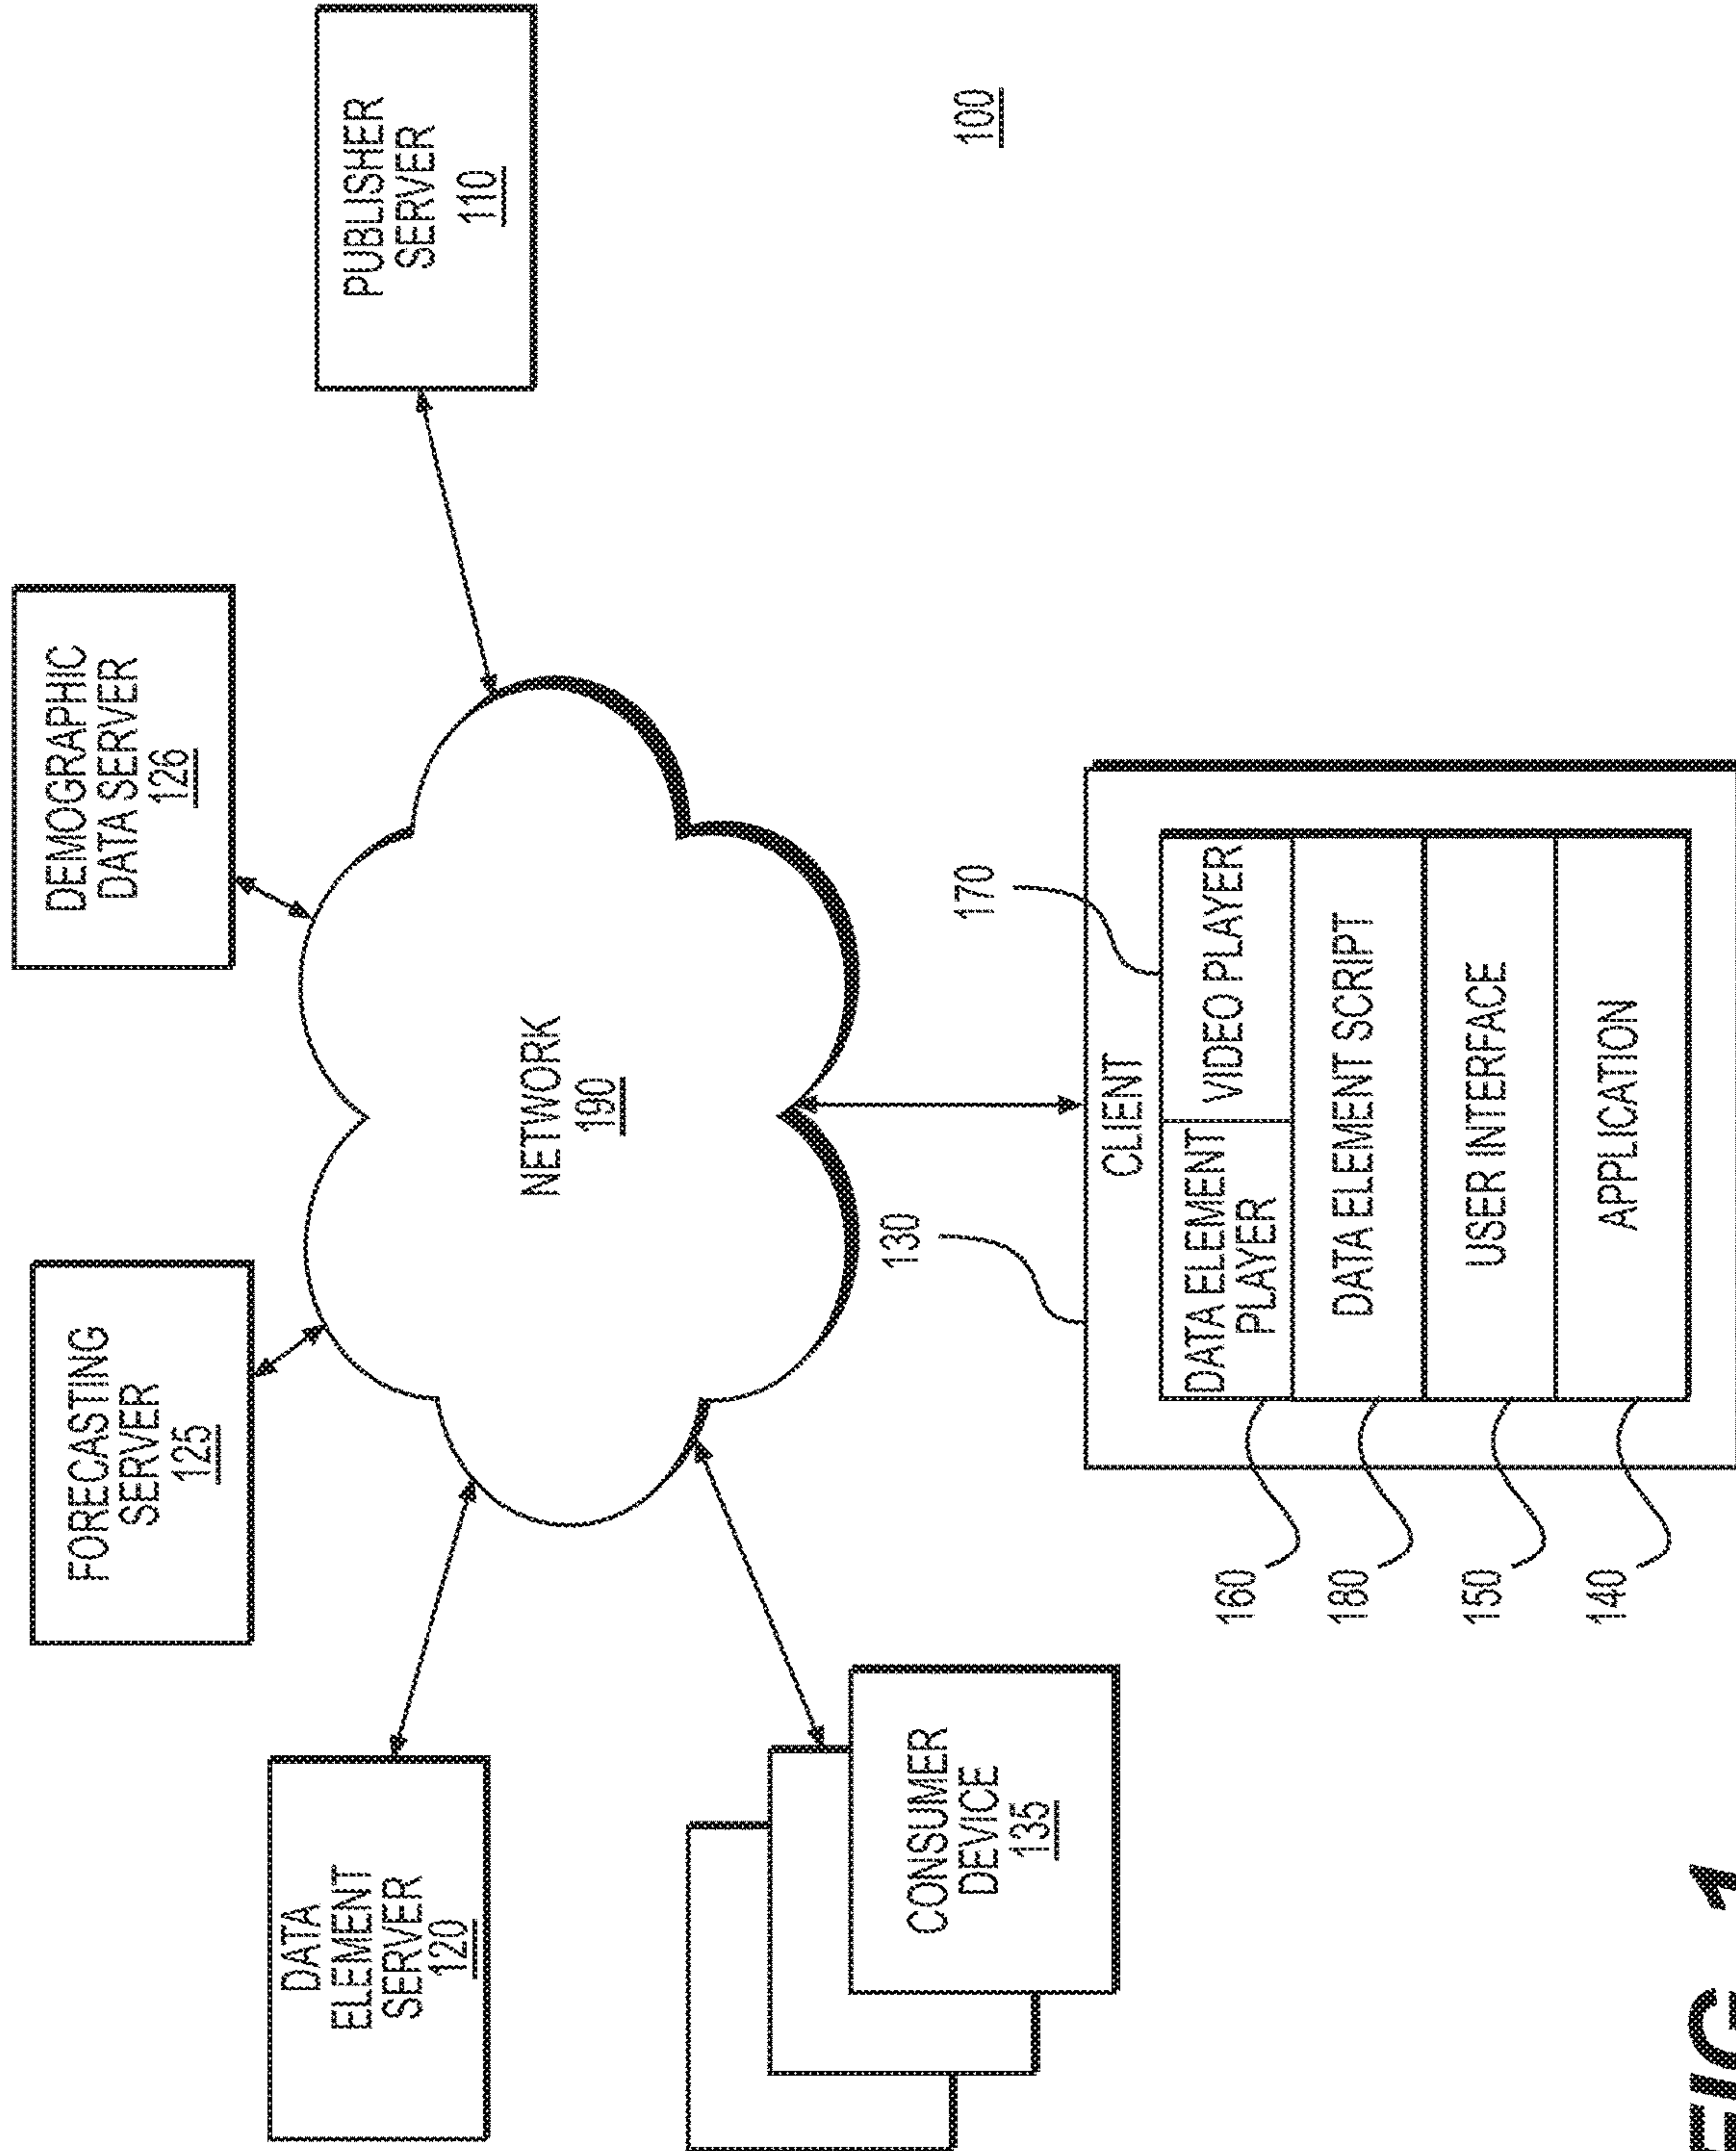 FORECASTING
SERVER
125
DEMOGRAPHIC
DATA SERVER
126
DATA
ELEMENT
SERVER
120
PUBLISHER
SERVER
110
NETWORK
190
CONSUMER
DEVICE
135
130
170
100
CLIENT
DATA ELEMENT
PLAYER
VIDEO PLAYER
DATA ELEMENT SCRIPT
USER INTERFACE
APPLICATION
160
180
150
140
FIG. 1